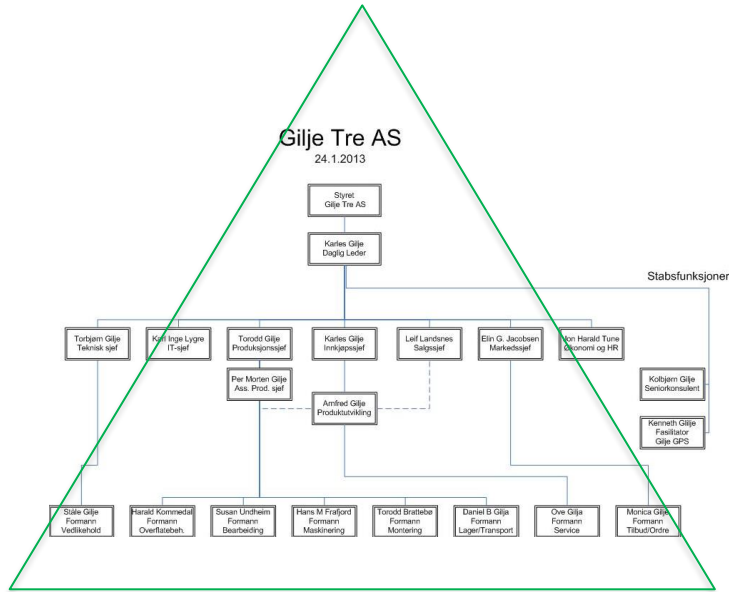 Gilje Tre AS
24.1.2013
Styret
Gilje Tre AS
Karles Gilje
Daglig Leder
Stabsfunksjoner
Torbjørn Gilje
Teknisk sjef
Karl Inge Lygre
IT-sjef
Torodd Gilje
Produksjonssjef
Karles Gilje
Innkjøpssjef
Leif Landsnes
Salgssjef
Elin G. Jacobsen
Markedssjef
Jon Harald Tune
Økonomi og HR
Per Morten Gilje
Ass. Prod. sjef
Arnfred Gilje
Produktutvikling
Kolbjørn Gilje
Seniorkonsulent
Kenneth Gillje
Fasilitator
Gilje GPS
Ståle Gilje
Formann
Vedlikehold
Harald Kommedal
Formann
Overflatebeh.
Susan Undheim
Formann
Bearbeiding
Hans M Frafjord
Formann
Maskinering
Torodd Brattebø
Formann
Montering
Daniel B Gilja
Formann
Lager/Transport
Ove Gilja
Formann
Service
Monica Gilje
Formann
Tilbud/Ordre